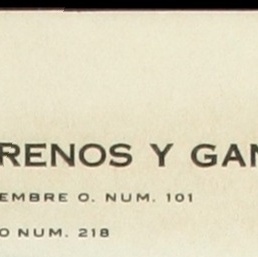 RENOS Y GAN
EMBRE O. NUM. 101
O NUM. 218